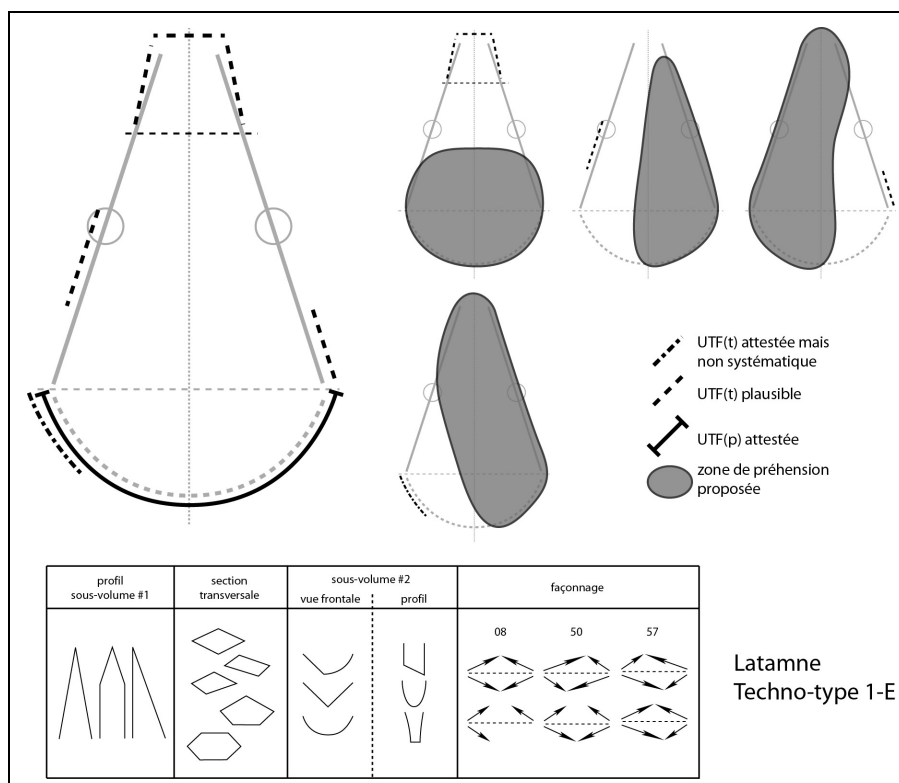 UTF(t) attestée mais
non systématique
UTF(t) plausible
UTF(p) attestée
zone de préhension
proposée
profil
sous-volume #1
section
transversale
sous-volume #2
vue frontale
profil
façonnage
08
50
57
Latamne
Techno-type 1-E